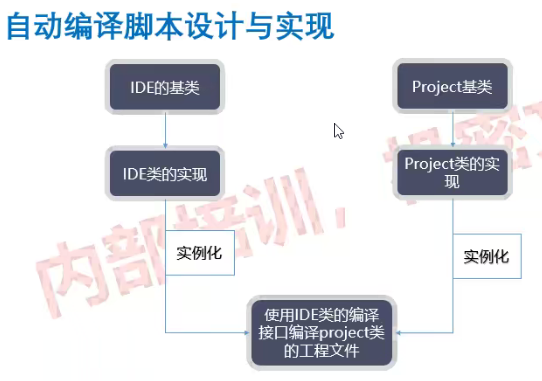 自动编译脚本设计与实现
IDE的基类
Project基类
IDE类的实现
Project类的实
现
实例化
实例化
使用IDE类的编译
接口编译project类
的工程文件
内部培训，